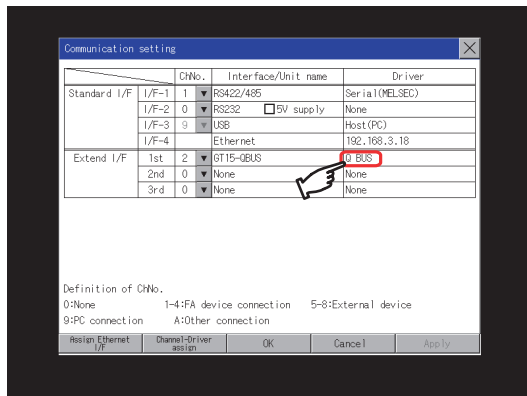 Communication setting
ChNo. Interface/Unit name Driver
Standard I/F I/F-1 1 RS422/485 Serial(MELSEC)
I/F-2 0 RS232 5V supply None
I/F-3 9 USB Host(PC)
I/F-4 Ethernet 192.168.3.18
Extend I/F 1st 2 GT15-QBUS Q BUS
2nd 0 None None
3rd 0 None None
Definition of ChNo.
0:None 1-4:FA device connection 5-8:External device
9:PC connection A:Other connection
Assign Ethernet I/F Channel-Driver assign OK Cancel Apply